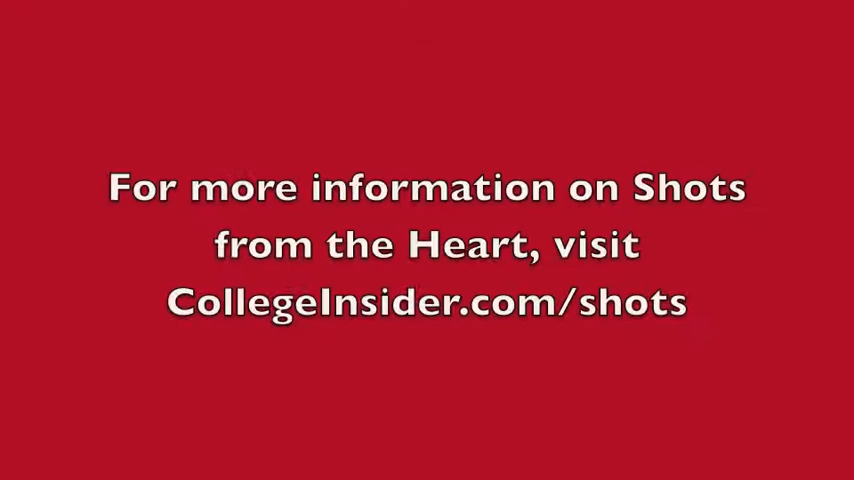 For more information on Shots
from the Heart, visit
CollegeInsider.com/shots